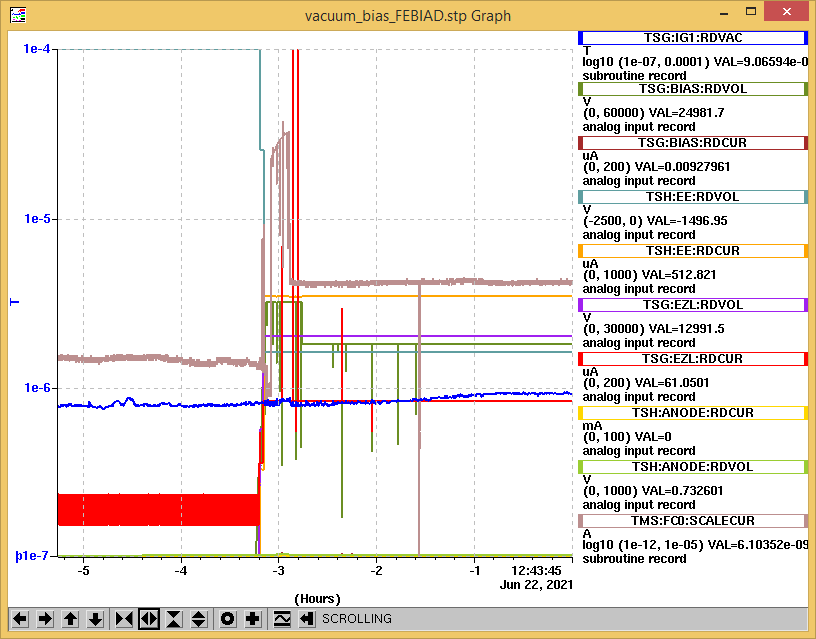 vacuum_bias_FEBIAD.stp Graph
1e-4
1e-5
T
1e-6
1e-7
-5
-4
-3
-2
-1
12:43:45
Jun 22, 2021
(Hours)
TSG:IG1:RDVAC
T
log10 (1e-07, 0.0001) VAL=9.06594e-0
subroutine record
TSG:BIAS:RDVOL
V
(0, 60000) VAL=24981.7
analog input record
TSG:BIAS:RDCUR
uA
(0, 200) VAL=0.00927961
analog input record
TSH:EE:RDVOL
V
(-2500, 0) VAL=-1496.95
analog input record
TSH:EE:RDCUR
uA
(0, 1000) VAL=512.821
analog input record
TSG:EZL:RDVOL
V
(0, 30000) VAL=12991.5
analog input record
TSG:EZL:RDCUR
uA
(0, 200) VAL=61.0501
analog input record
TSH:ANODE:RDCUR
mA
(0, 100) VAL=0
analog input record
TSH:ANODE:RDVOL
V
(0, 1000) VAL=0.732601
analog input record
TMS:FC0:SCALECUR
A
log10 (1e-12, 1e-05) VAL=6.10352e-09
subroutine record
SCROLLING